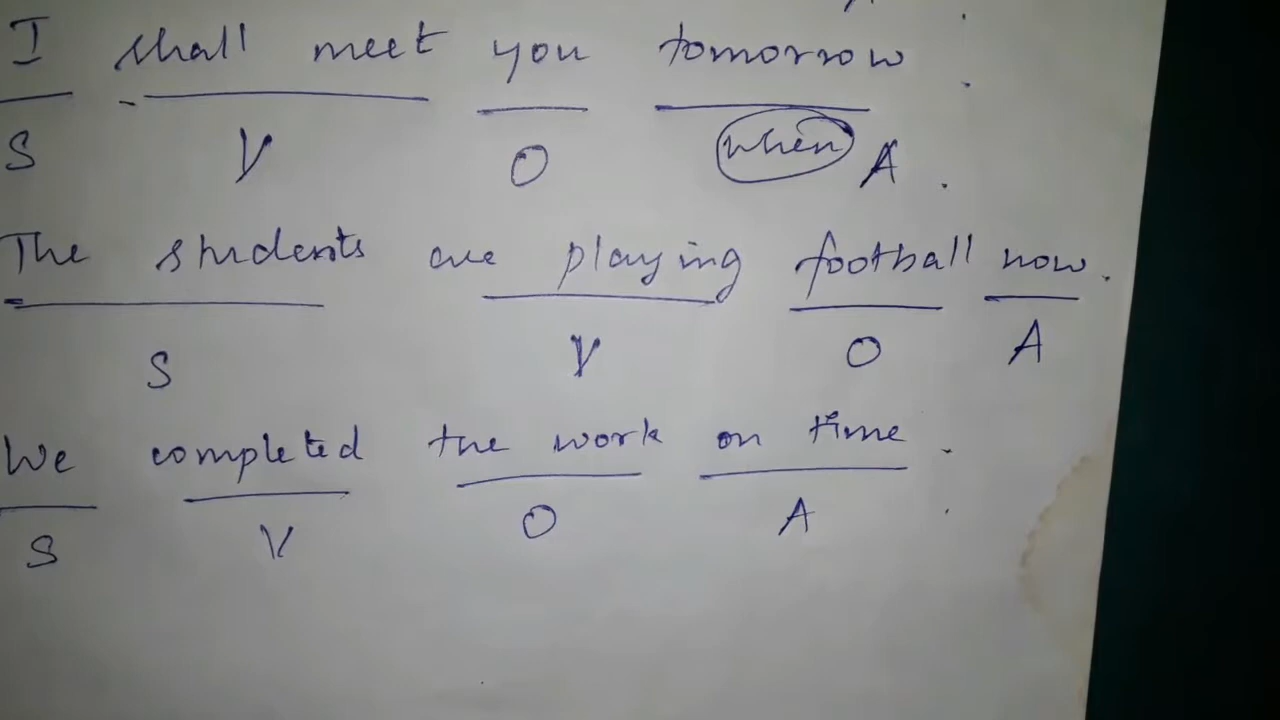 I shall meet you tomorrow.
S V O when A.
The students are playing football now.
S V O A
We completed the work on time.
S V O A